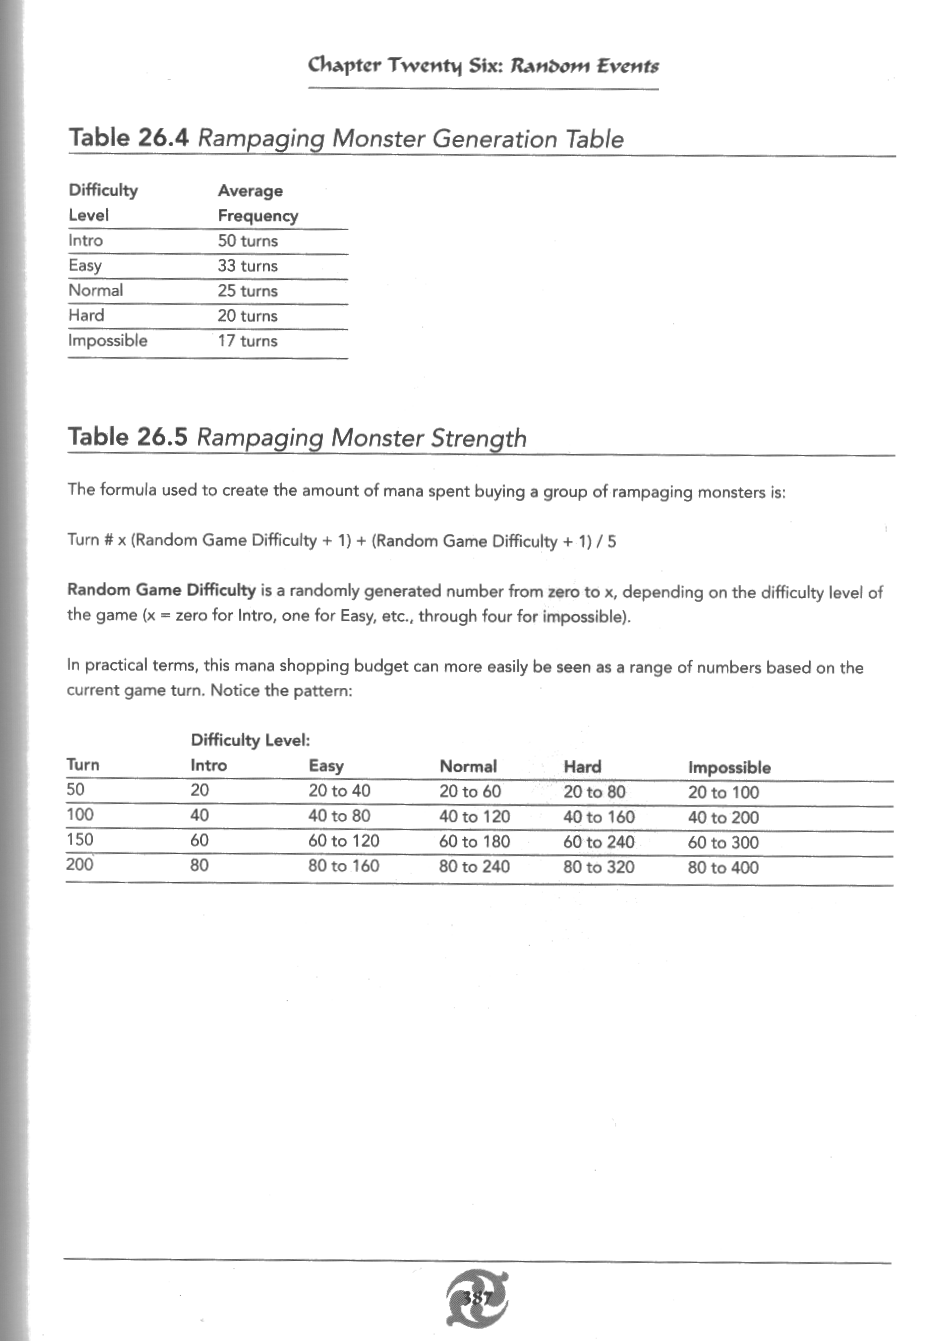 Chapter Twenty Six: Random Events
Table 26.4 Rampaging Monster Generation Table
Difficulty Average
Level Frequency
Intro 50 turns
Easy 33 turns
Normal 25 turns
Hard 20 turns
Impossible 17 turns
Table 26.5 Rampaging Monster Strength
The formula used to create the amount of mana spent buying a group of rampaging monsters is:
Turn # x (Random Game Difficulty + 1) + (Random Game Difficulty + 1) / 5
Random Game Difficulty is a randomly generated number from zero to x, depending on the difficulty level of
the game (x = zero for Intro, one for Easy, etc., through four for impossible).
In practical terms, this mana shopping budget can more easily be seen as a range of numbers based on the
current game turn. Notice the pattern:
Difficulty Level:
Turn Intro Easy Normal Hard Impossible
50 20 20 to 40 20 to 60 20 to 80 20 to 100
100 40 40 to 80 40 to 120 40 to 160 40 to 200
150 60 60 to 120 60 to 180 60 to 240 60 to 300
200 80 80 to 160 80 to 240 80 to 320 80 to 400
387